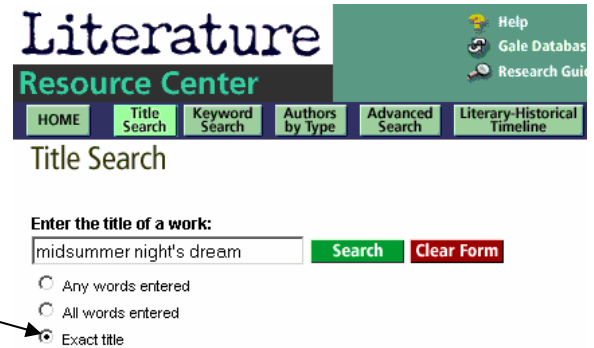 Literature
Resource Center
Help
Gale Databas
Research Gui
HOME
Title Search
Keyword Search
Authors by Type
Advanced Search
Literary-Historical Timeline
Title Search
Enter the title of a work:
midsummer night's dream
Search
Clear Form
Any words entered
All words entered
Exact title